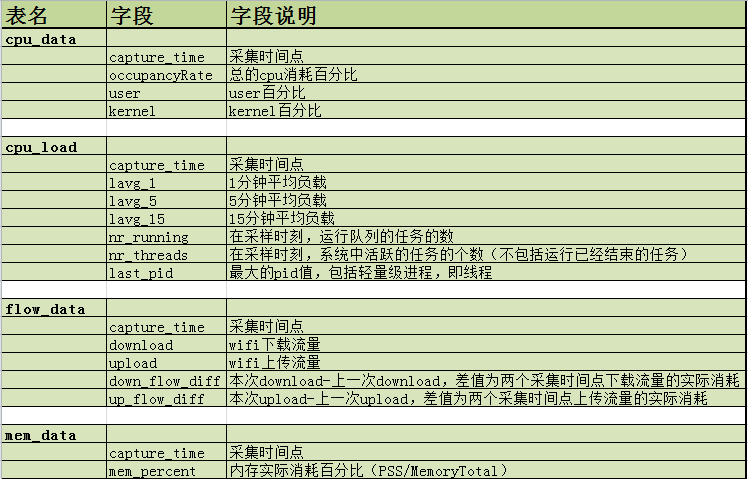 表名 字段 字段说明
cpu_data
capture_time 采集时间点
occupancyRate 总的cpu消耗百分比
user user百分比
kernel kernel百分比
cpu_load
capture_time 采集时间点
lavg_1 1分钟平均负载
lavg_5 5分钟平均负载
lavg_15 15分钟平均负载
nr_running 在采样时刻，运行队列的任务的数
nr_threads 在采样时刻，系统中活跃的任务的个数（不包括运行已经结束的任务）
last_pid 最大的pid值，包括轻量级进程，即线程
flow_data
capture_time 采集时间点
download wifi下载流量
upload wifi上传流量
down_flow_diff 本次download-上一次download，差值为两个采集时间点下载流量的实际消耗
up_flow_diff 本次upload-上一次upload，差值为两个采集时间点上传流量的实际消耗
mem_data
capture_time 采集时间点
mem_percent 内存实际消耗百分比（PSS/MemoryTotal）